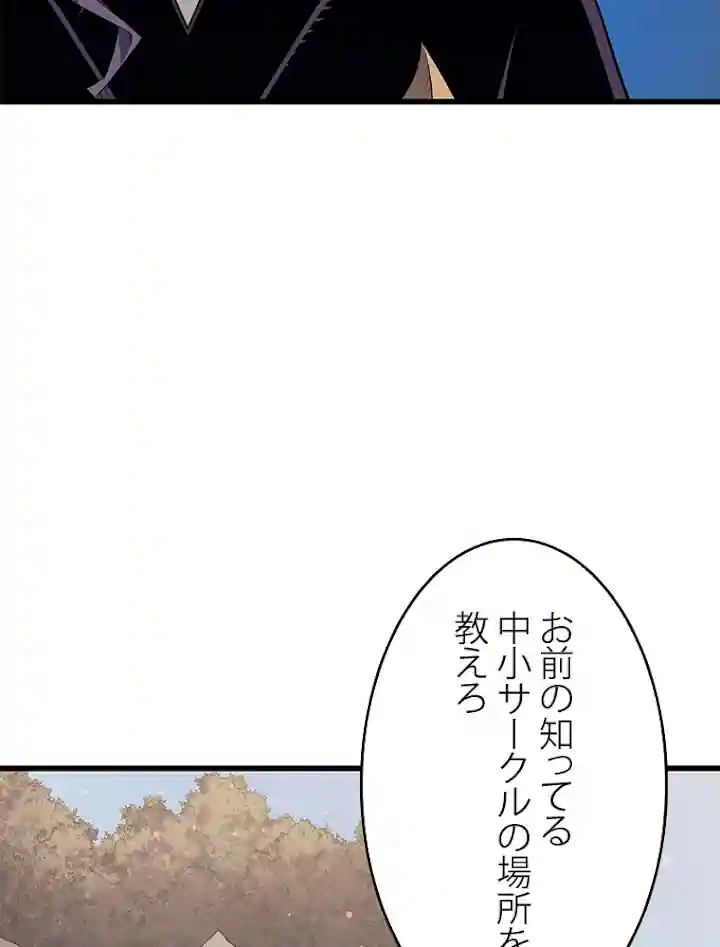 お前の知ってる
中小サークルの場所を
教えろ